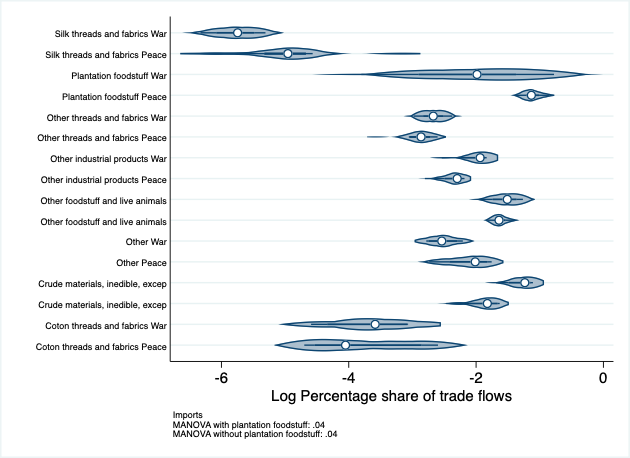 Silk threads and fabrics War
Silk threads and fabrics Peace
Plantation foodstuff War
Plantation foodstuff Peace
Other threads and fabrics War
Other threads and fabrics Peace
Other industrial products War
Other industrial products Peace
Other foodstuff and live animals
Other foodstuff and live animals
Other War
Other Peace
Crude materials, inedible, excep
Crude materials, inedible, excep
Coton threads and fabrics War
Coton threads and fabrics Peace
-6 -4 -2 0
Log Percentage share of trade flows
Imports
MANOVA with plantation foodstuff: .04
MANOVA without plantation foodstuff: .04